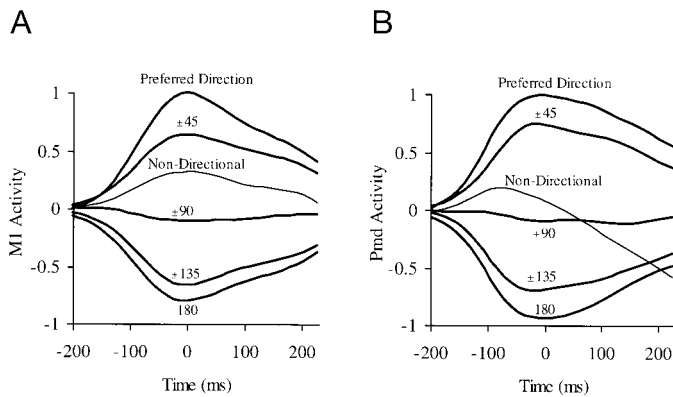 A
B
Preferred Direction
Preferred Direction
1
±45
1
±45
0.5
Non-Directional
0.5
Non-Directional
M1 Activity
0
±90
Pmd Activity
0
+90
-0.5
±135
-0.5
±135
180
180
-1
-1
-200 -100 0 100 200
-200 -100 0 100 200
Time (ms)
Time (ms)